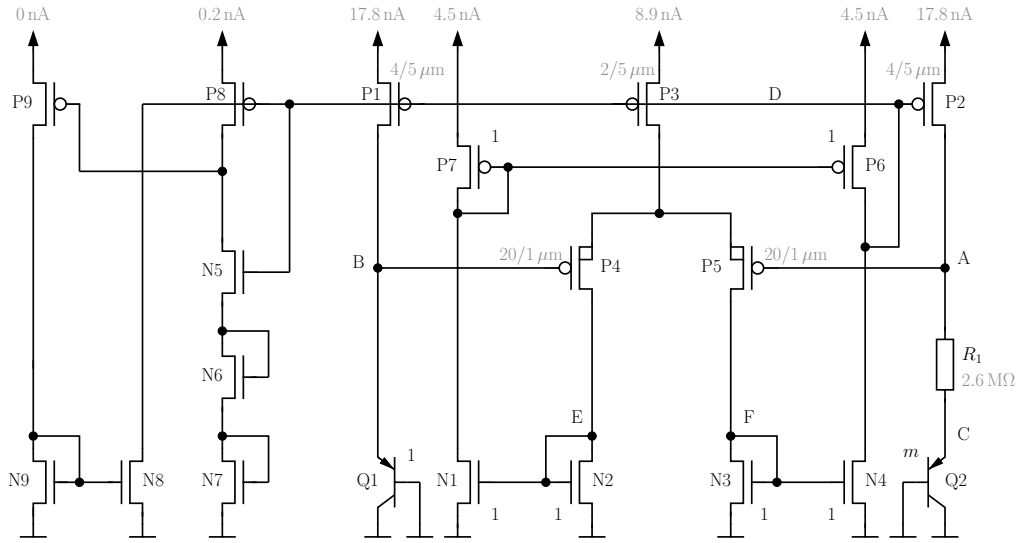 0 nA
0.2 nA
17.8 nA
4.5 nA
8.9 nA
4.5 nA
17.8 nA
4/5 μm
2/5 μm
4/5 μm
P9
P8
P1
P3
D
P2
1
1
P7
P6
20/1 μm
20/1 μm
B
A
N5
P4
P5
R1
2.6 MΩ
N6
E
F
C
1
m
N9
N8
N7
Q1
N1
N2
N3
N4
Q2
1
1
1
1